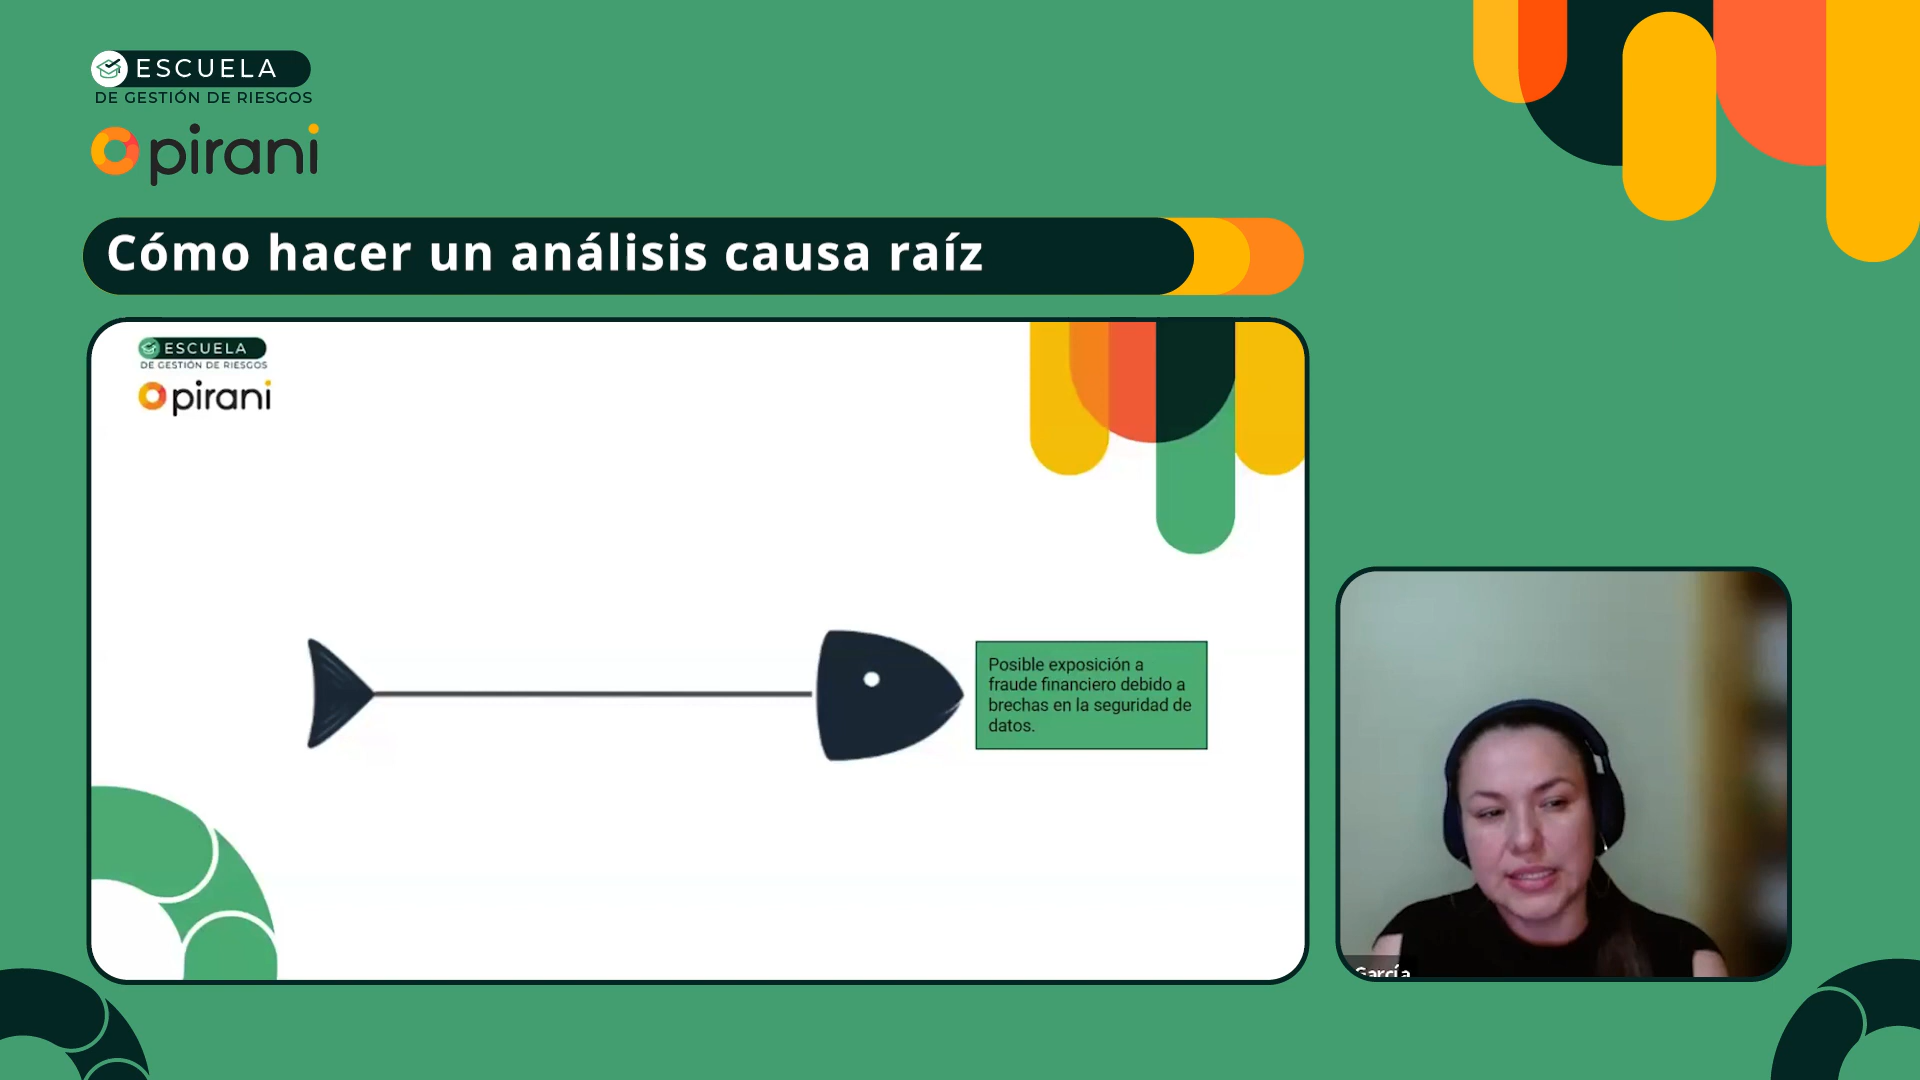 ESCUELA
DE GESTIÓN DE RIESGOS
pirani
Cómo hacer un análisis causa raíz
ESCUELA
DE GESTIÓN DE RIESGOS
pirani
Posible exposición a
fraude financiero debido a
brechas en la seguridad de
datos.
García